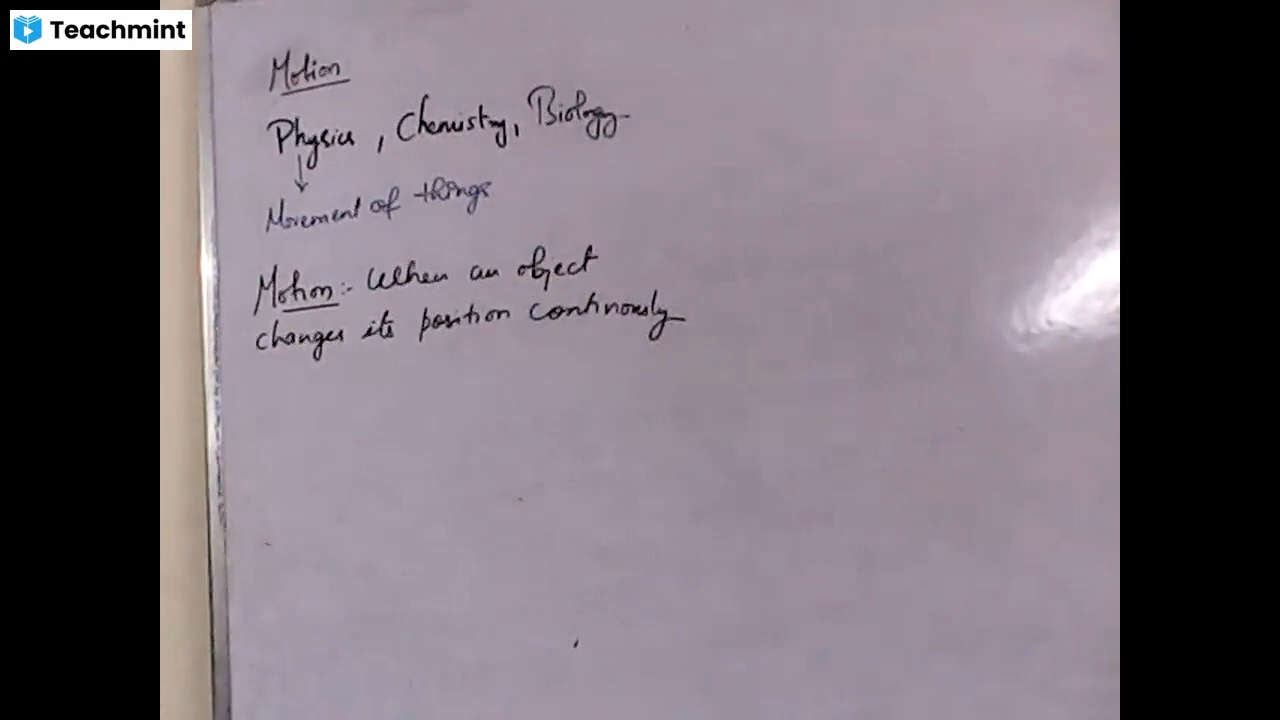 Teachmint
Motion
Physics, Chemistry, Biology
Movement of things
Motion:- When an object
changes its position continously